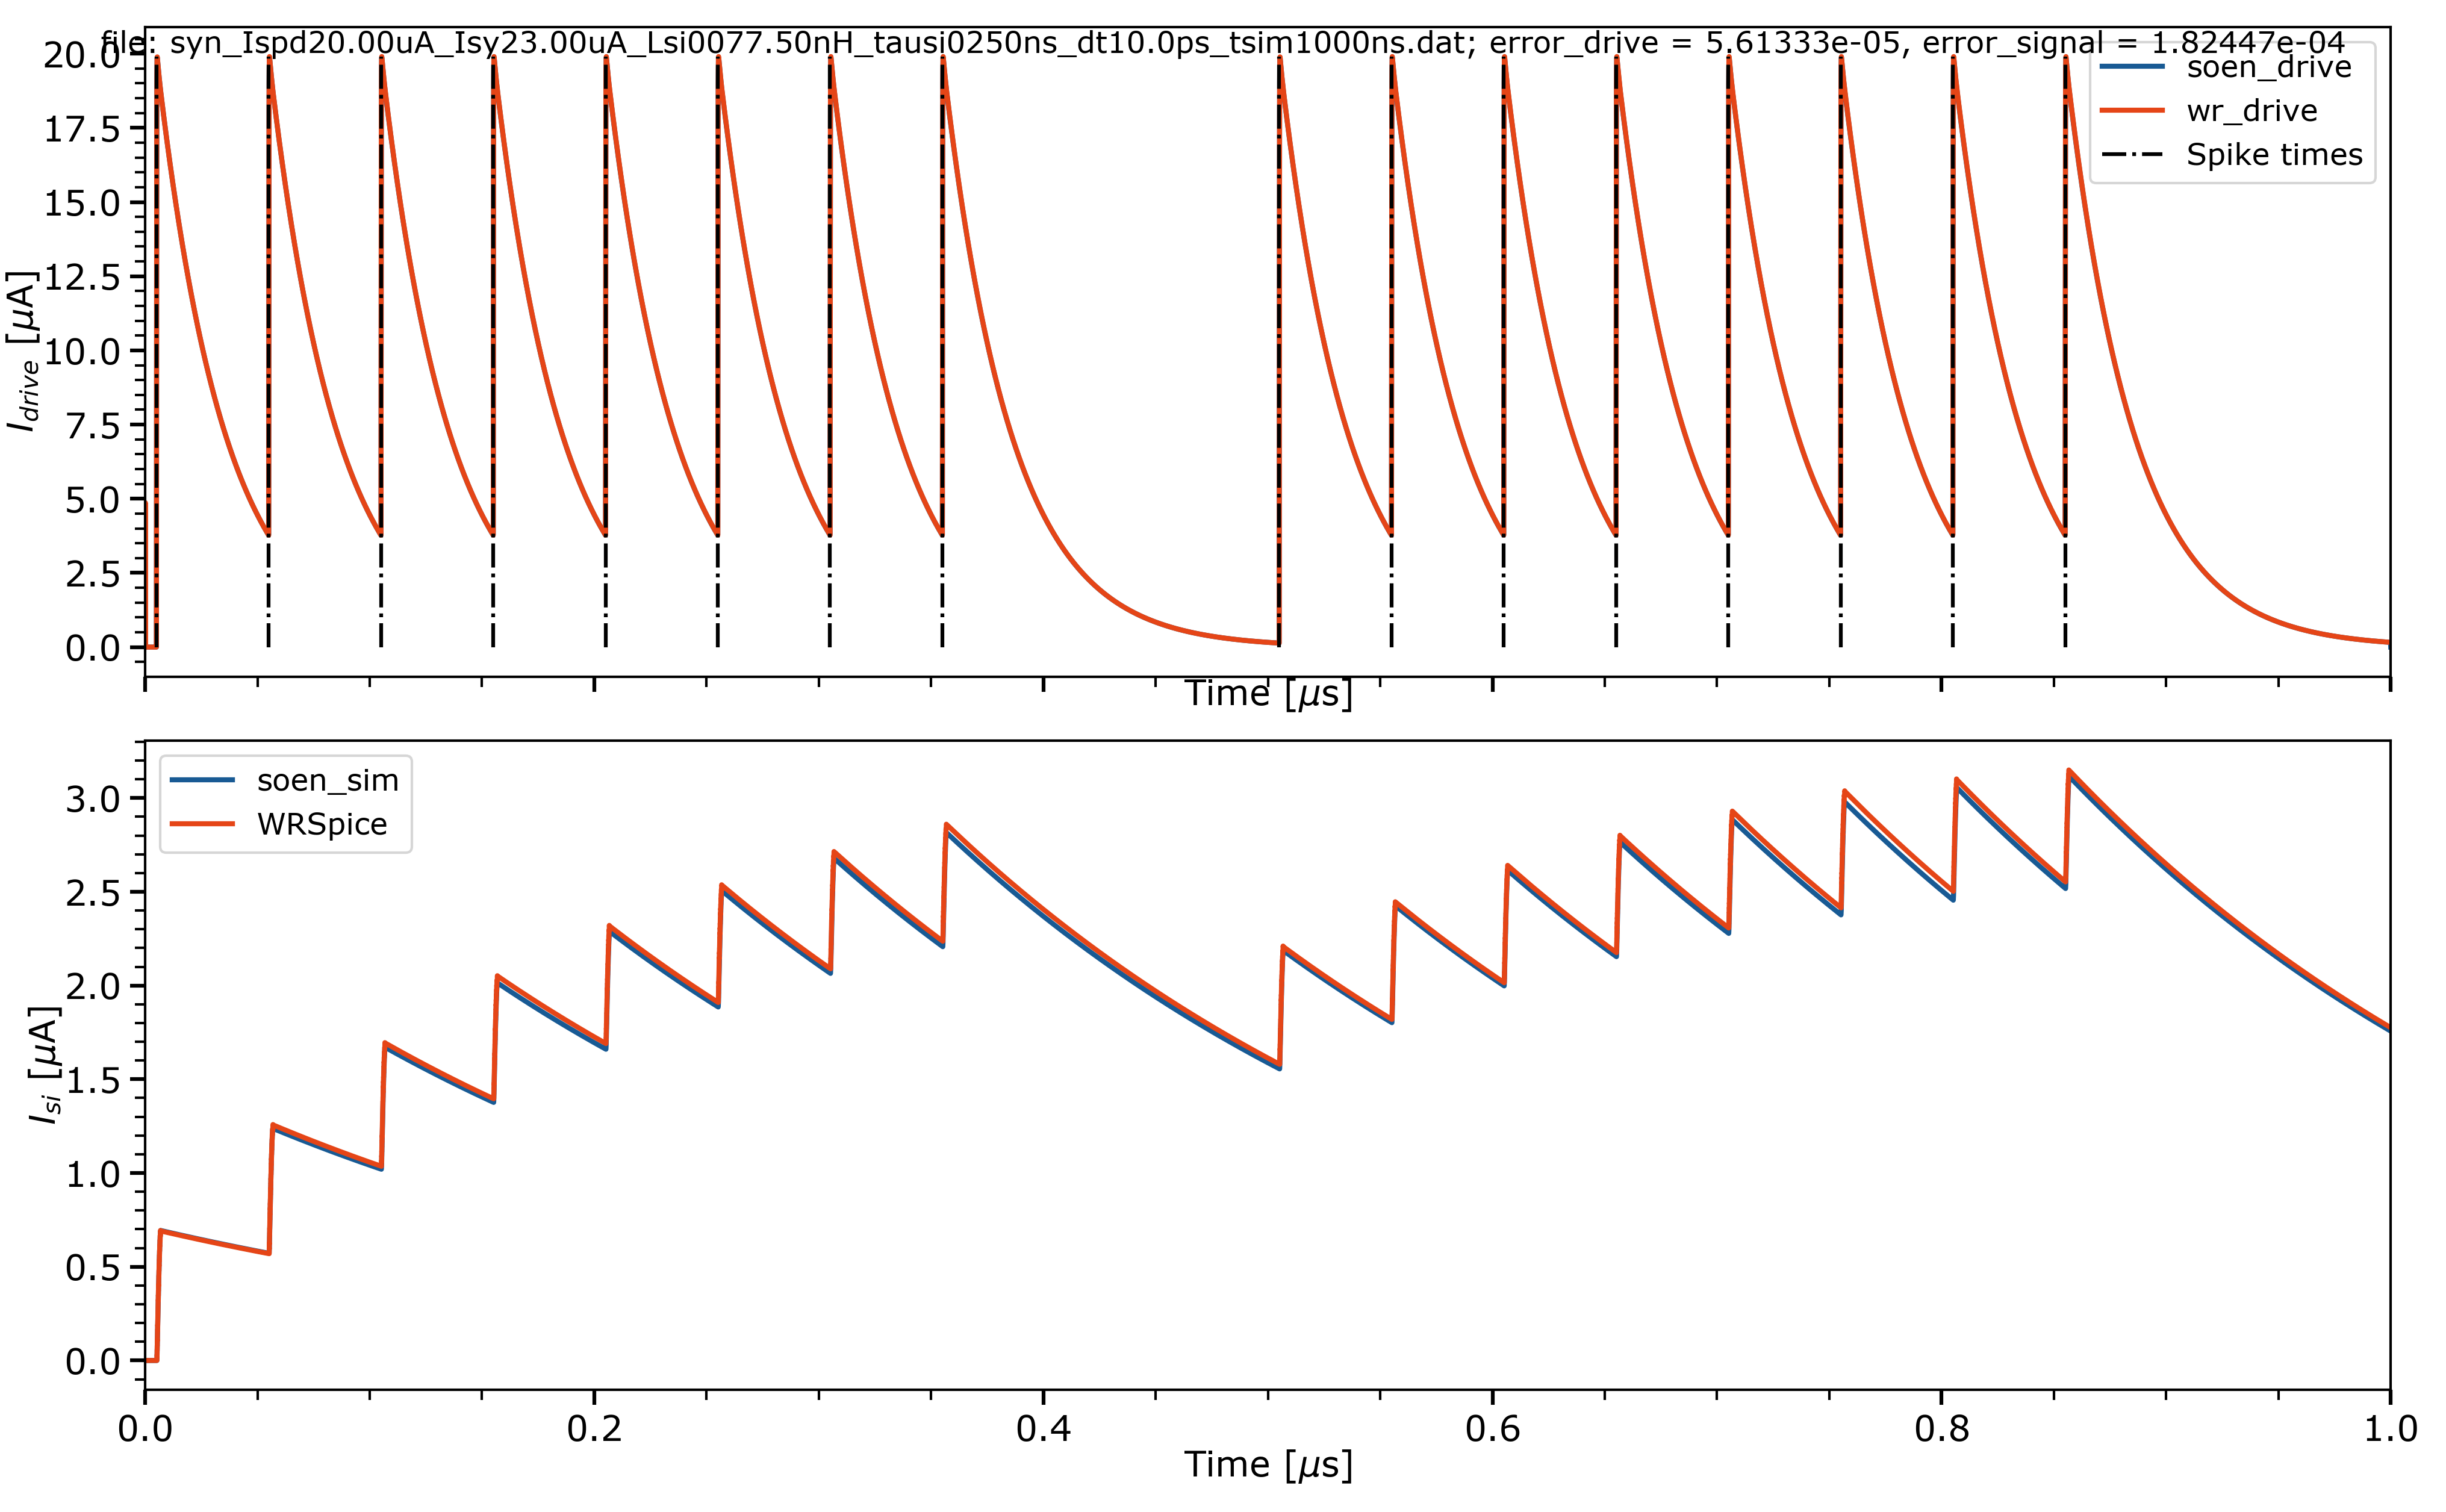 file: syn_Ispd20.00uA_Isy23.00uA_Lsi0077.50nH_tausi0250ns_dt10.0ps_tsim1000ns.dat; error_drive = 5.61333e-05, error_signal = 1.82447e-04
20.0
17.5
15.0
12.5
10.0
7.5
5.0
2.5
0.0
I_drive [μA]
soen_drive
wr_drive
Spike times
Time [μs]
soen_sim
WRSpice
3.0
2.5
2.0
1.5
1.0
0.5
0.0
I_si [μA]
0.0 0.2 0.4 0.6 0.8 1.0
Time [μs]